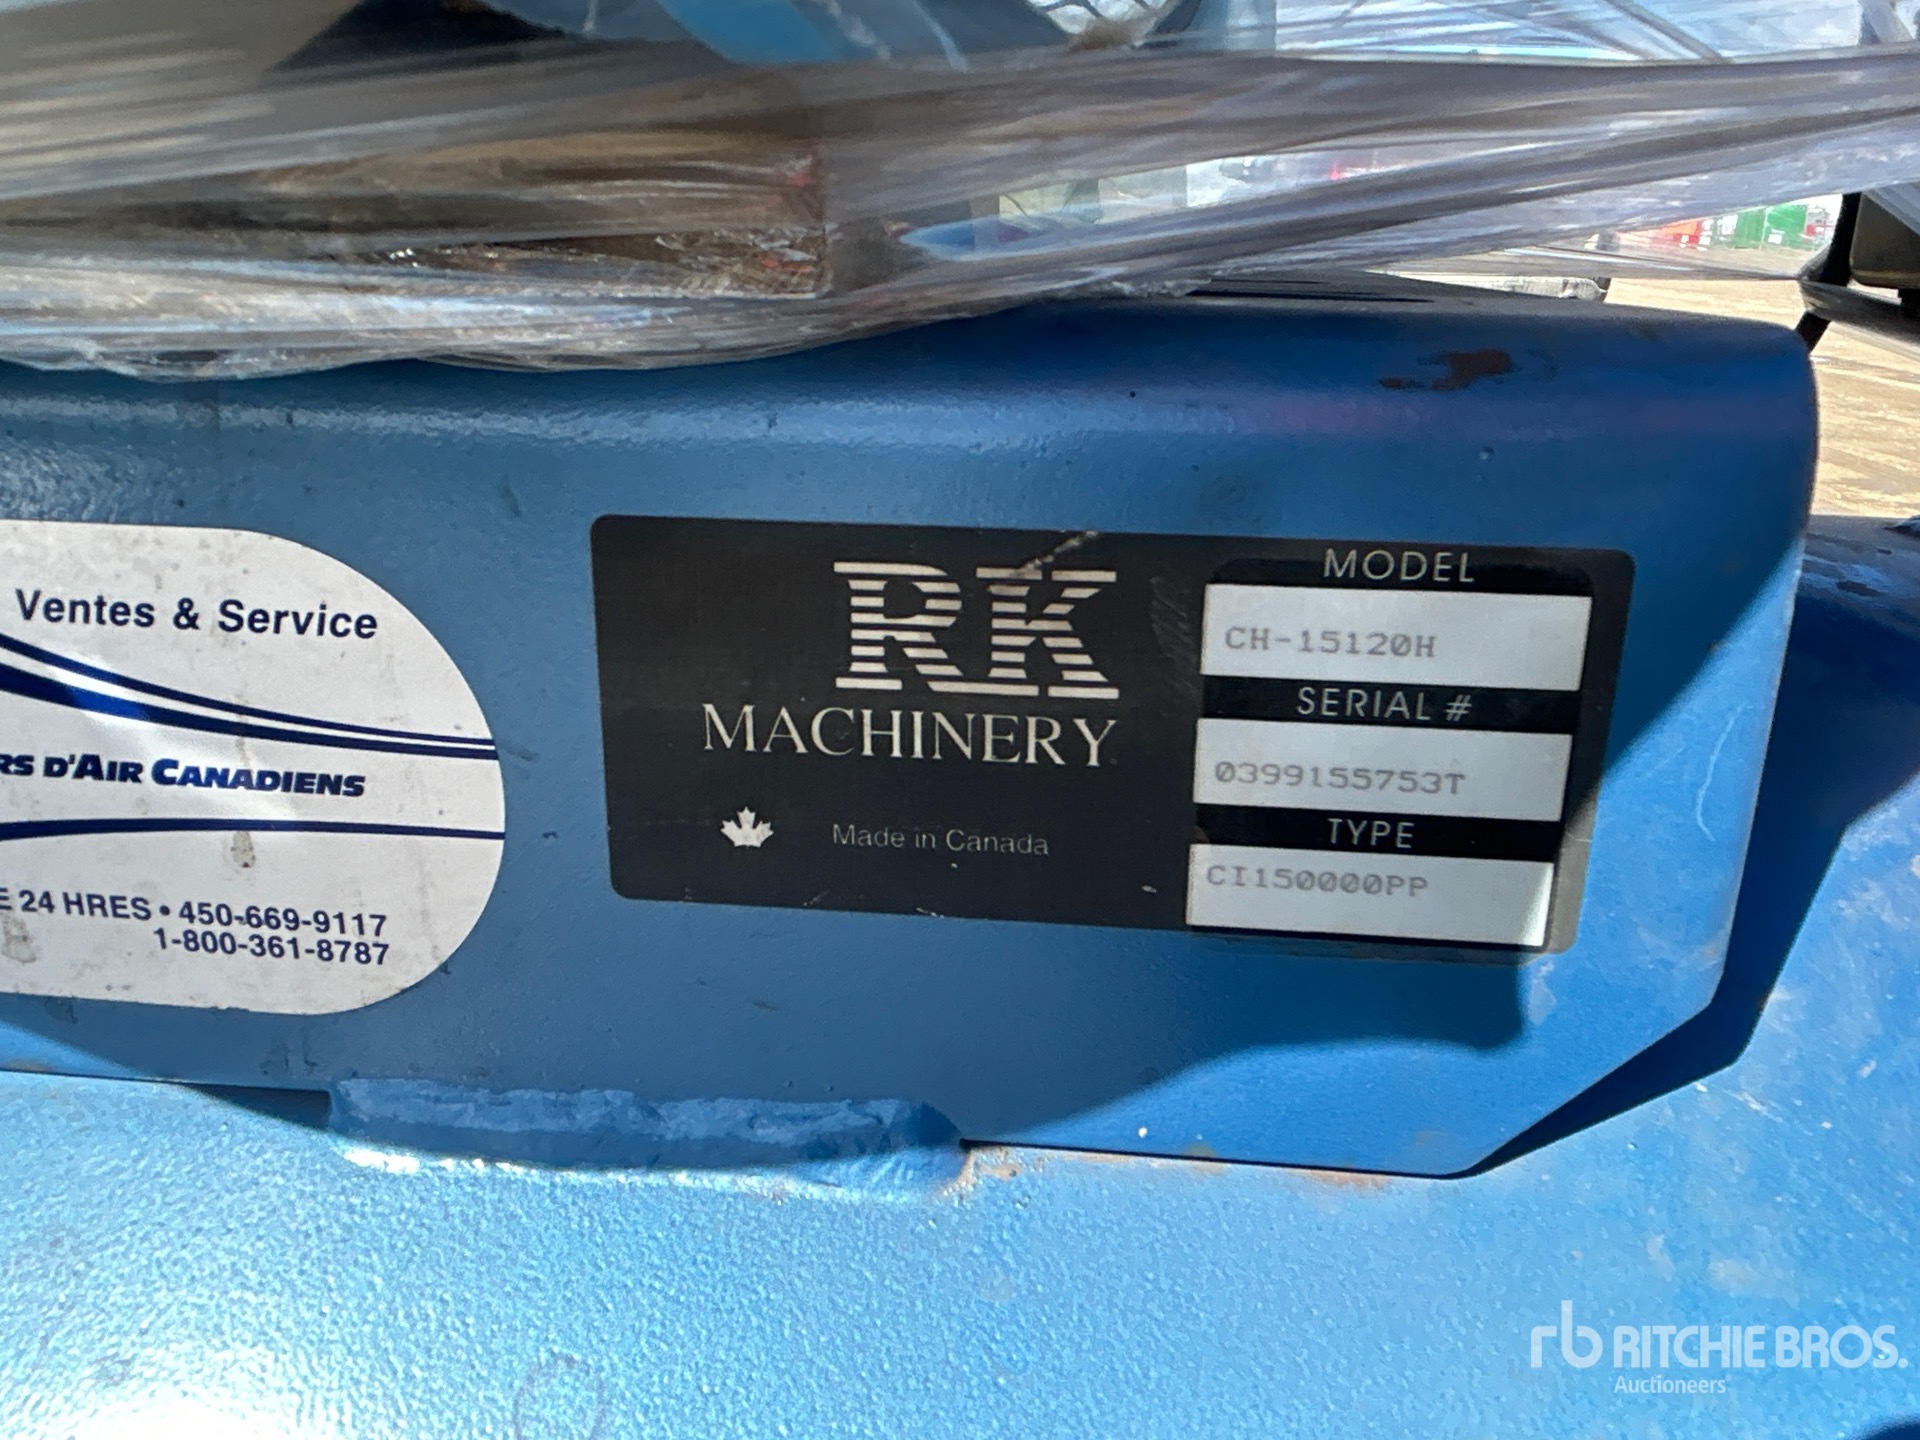 Ventes & Service
RS D'AIR CANADIENS
E 24 HRES • 450-669-9117
1-800-361-8787
RK
MACHINERY
Made in Canada
MODEL
CH-15120H
SERIAL #
0399155753T
TYPE
CI150000PP
rb RITCHIE BROS.
Auctioneers